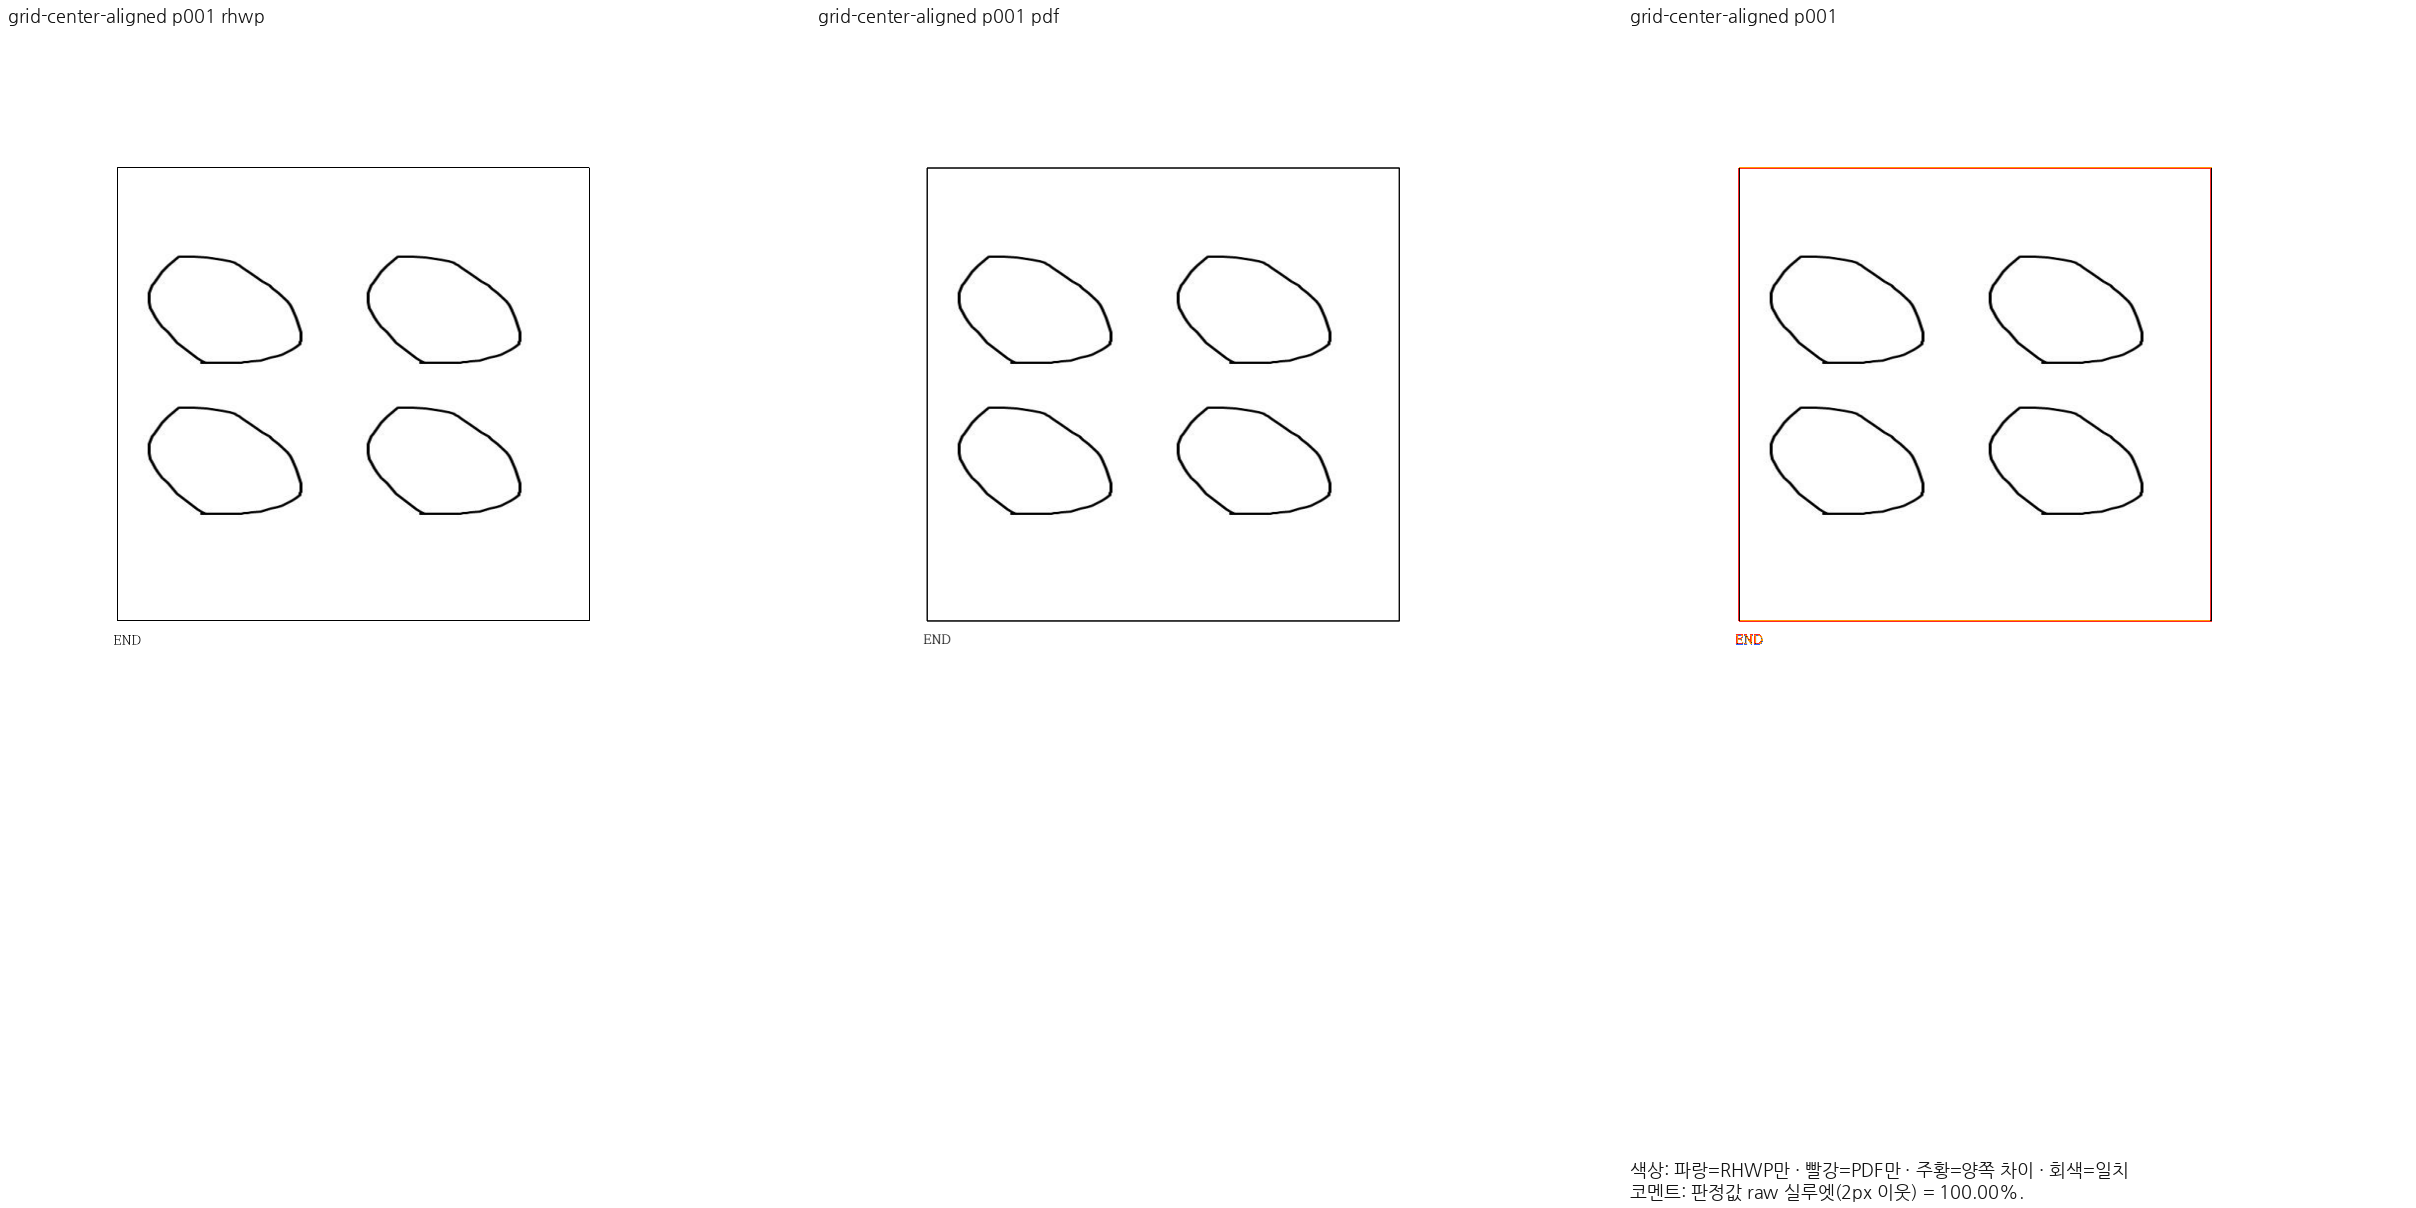 grid-center-aligned p001 rhwp
grid-center-aligned p001 pdf
grid-center-aligned p001
END
END
END
색상: 파랑=RHWP만 · 빨강=PDF만 · 주황=양쪽 차이 · 회색=일치
코멘트: 판정값 raw 실루엣(2px 이웃) = 100.00%.